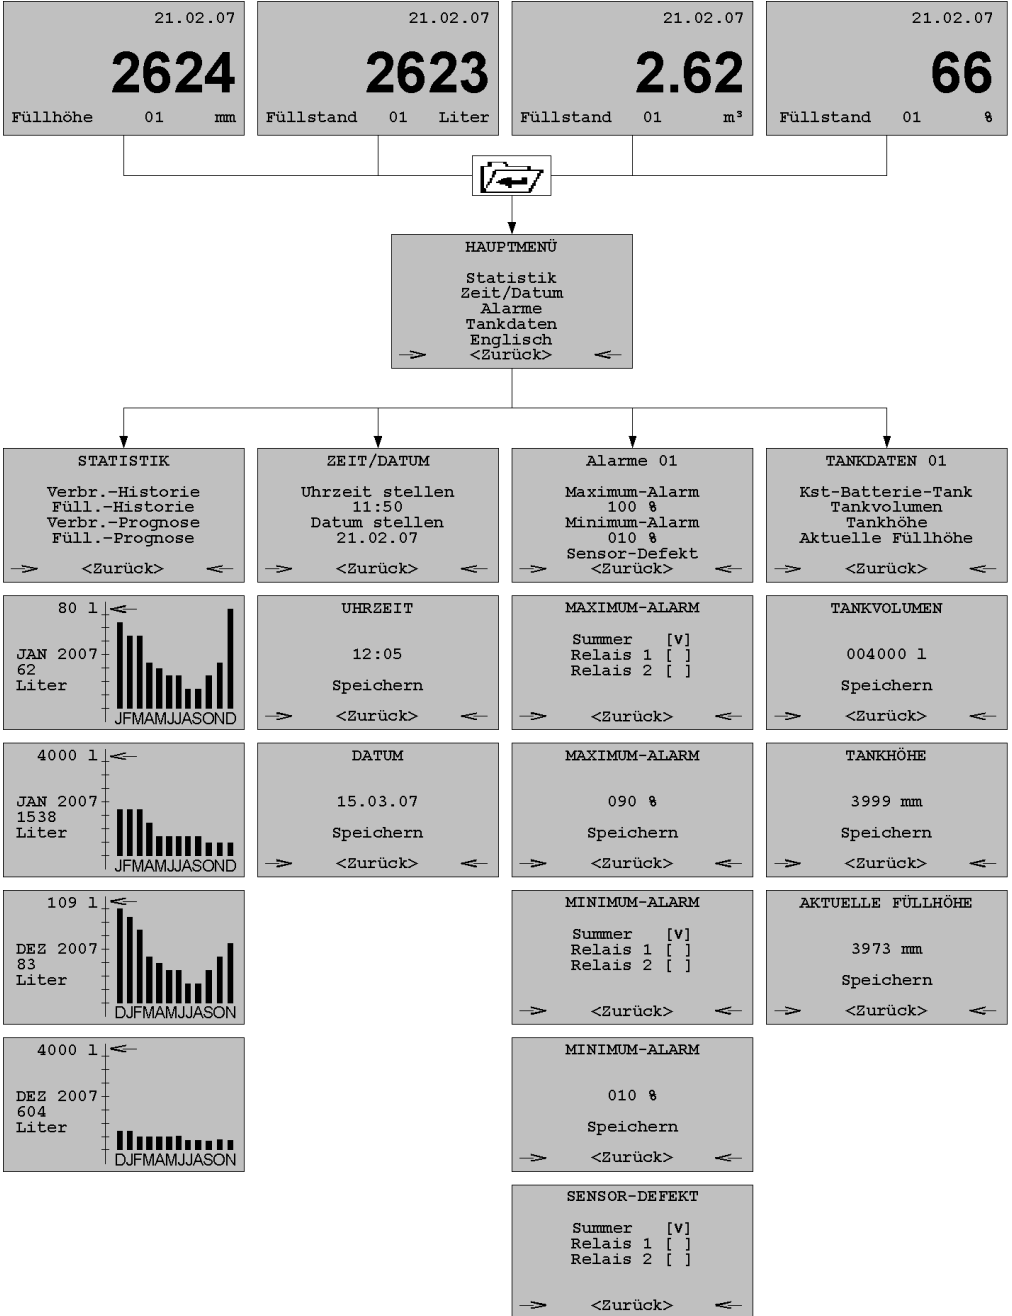 21.02.07
2624
Füllhöhe 01 mm
21.02.07
2623
Füllstand 01 Liter
21.02.07
2.62
Füllstand 01 m³
21.02.07
66
Füllstand 01 %
HAUPTMENÜ
Statistik
Zeit/Datum
Alarme
Tankdaten
Englisch
<Zurück>
STATISTIK
Verbr.-Historie
Füll.-Historie
Verbr.-Prognose
Füll.-Prognose
<Zurück>
80 l
JAN 2007
62
Liter
JFMAMJJASOND
4000 l
JAN 2007
1538
Liter
JFMAMJJASOND
109 l
DEZ 2007
83
Liter
DJFMAMJJASON
4000 l
DEZ 2007
604
Liter
DJFMAMJJASON
ZEIT/DATUM
Uhrzeit stellen
11:50
Datum stellen
21.02.07
<Zurück>
UHRZEIT
12:05
Speichern
<Zurück>
DATUM
15.03.07
Speichern
<Zurück>
Alarme 01
Maximum-Alarm
100 %
Minimum-Alarm
010 %
Sensor-Defekt
<Zurück>
MAXIMUM-ALARM
Summer [V]
Relais 1 [ ]
Relais 2 [ ]
<Zurück>
MAXIMUM-ALARM
090 %
Speichern
<Zurück>
MINIMUM-ALARM
Summer [V]
Relais 1 [ ]
Relais 2 [ ]
<Zurück>
MINIMUM-ALARM
010 %
Speichern
<Zurück>
SENSOR-DEFEKT
Summer [V]
Relais 1 [ ]
Relais 2 [ ]
<Zurück>
TANKDATEN 01
Kst-Batterie-Tank
Tankvolumen
Tankhöhe
Aktuelle Füllhöhe
<Zurück>
TANKVOLUMEN
004000 l
Speichern
<Zurück>
TANKHÖHE
3999 mm
Speichern
<Zurück>
AKTUELLE FÜLLHÖHE
3973 mm
Speichern
<Zurück>